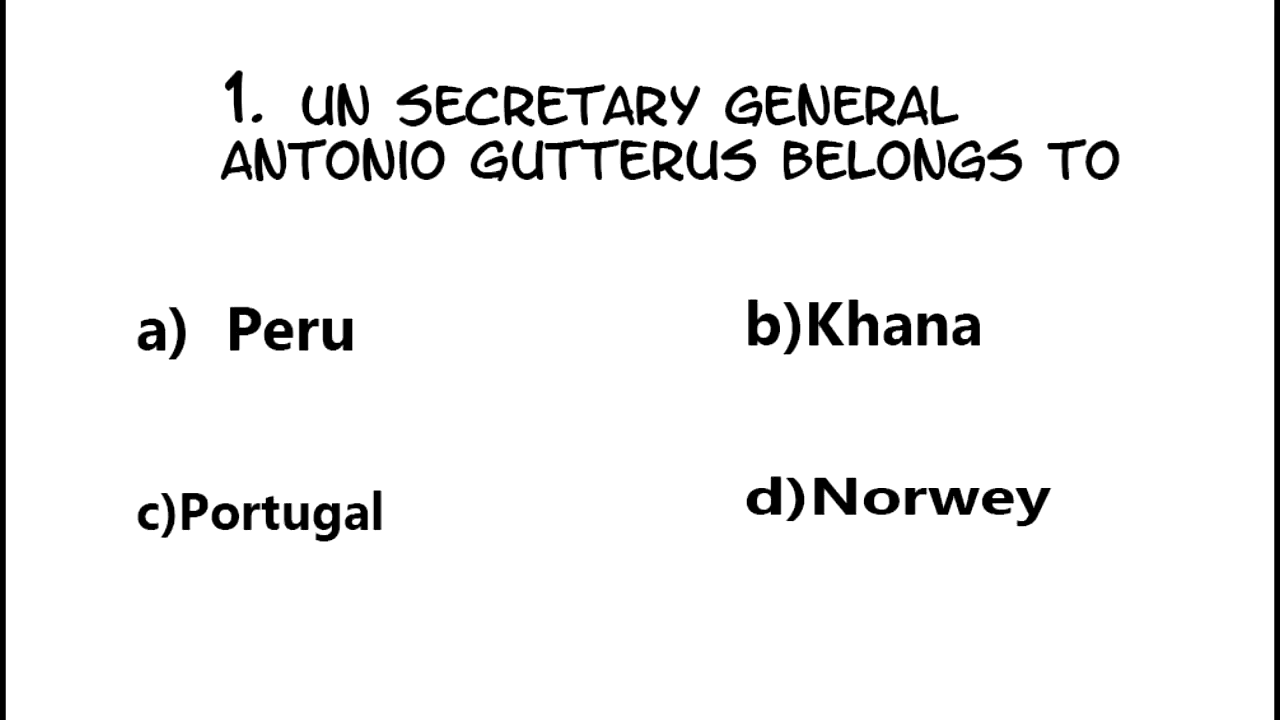 1. UN SECRETARY GENERAL
ANTONIO GUTTERUS BELONGS TO
a) Peru
b)Khana
c)Portugal
d)Norwey